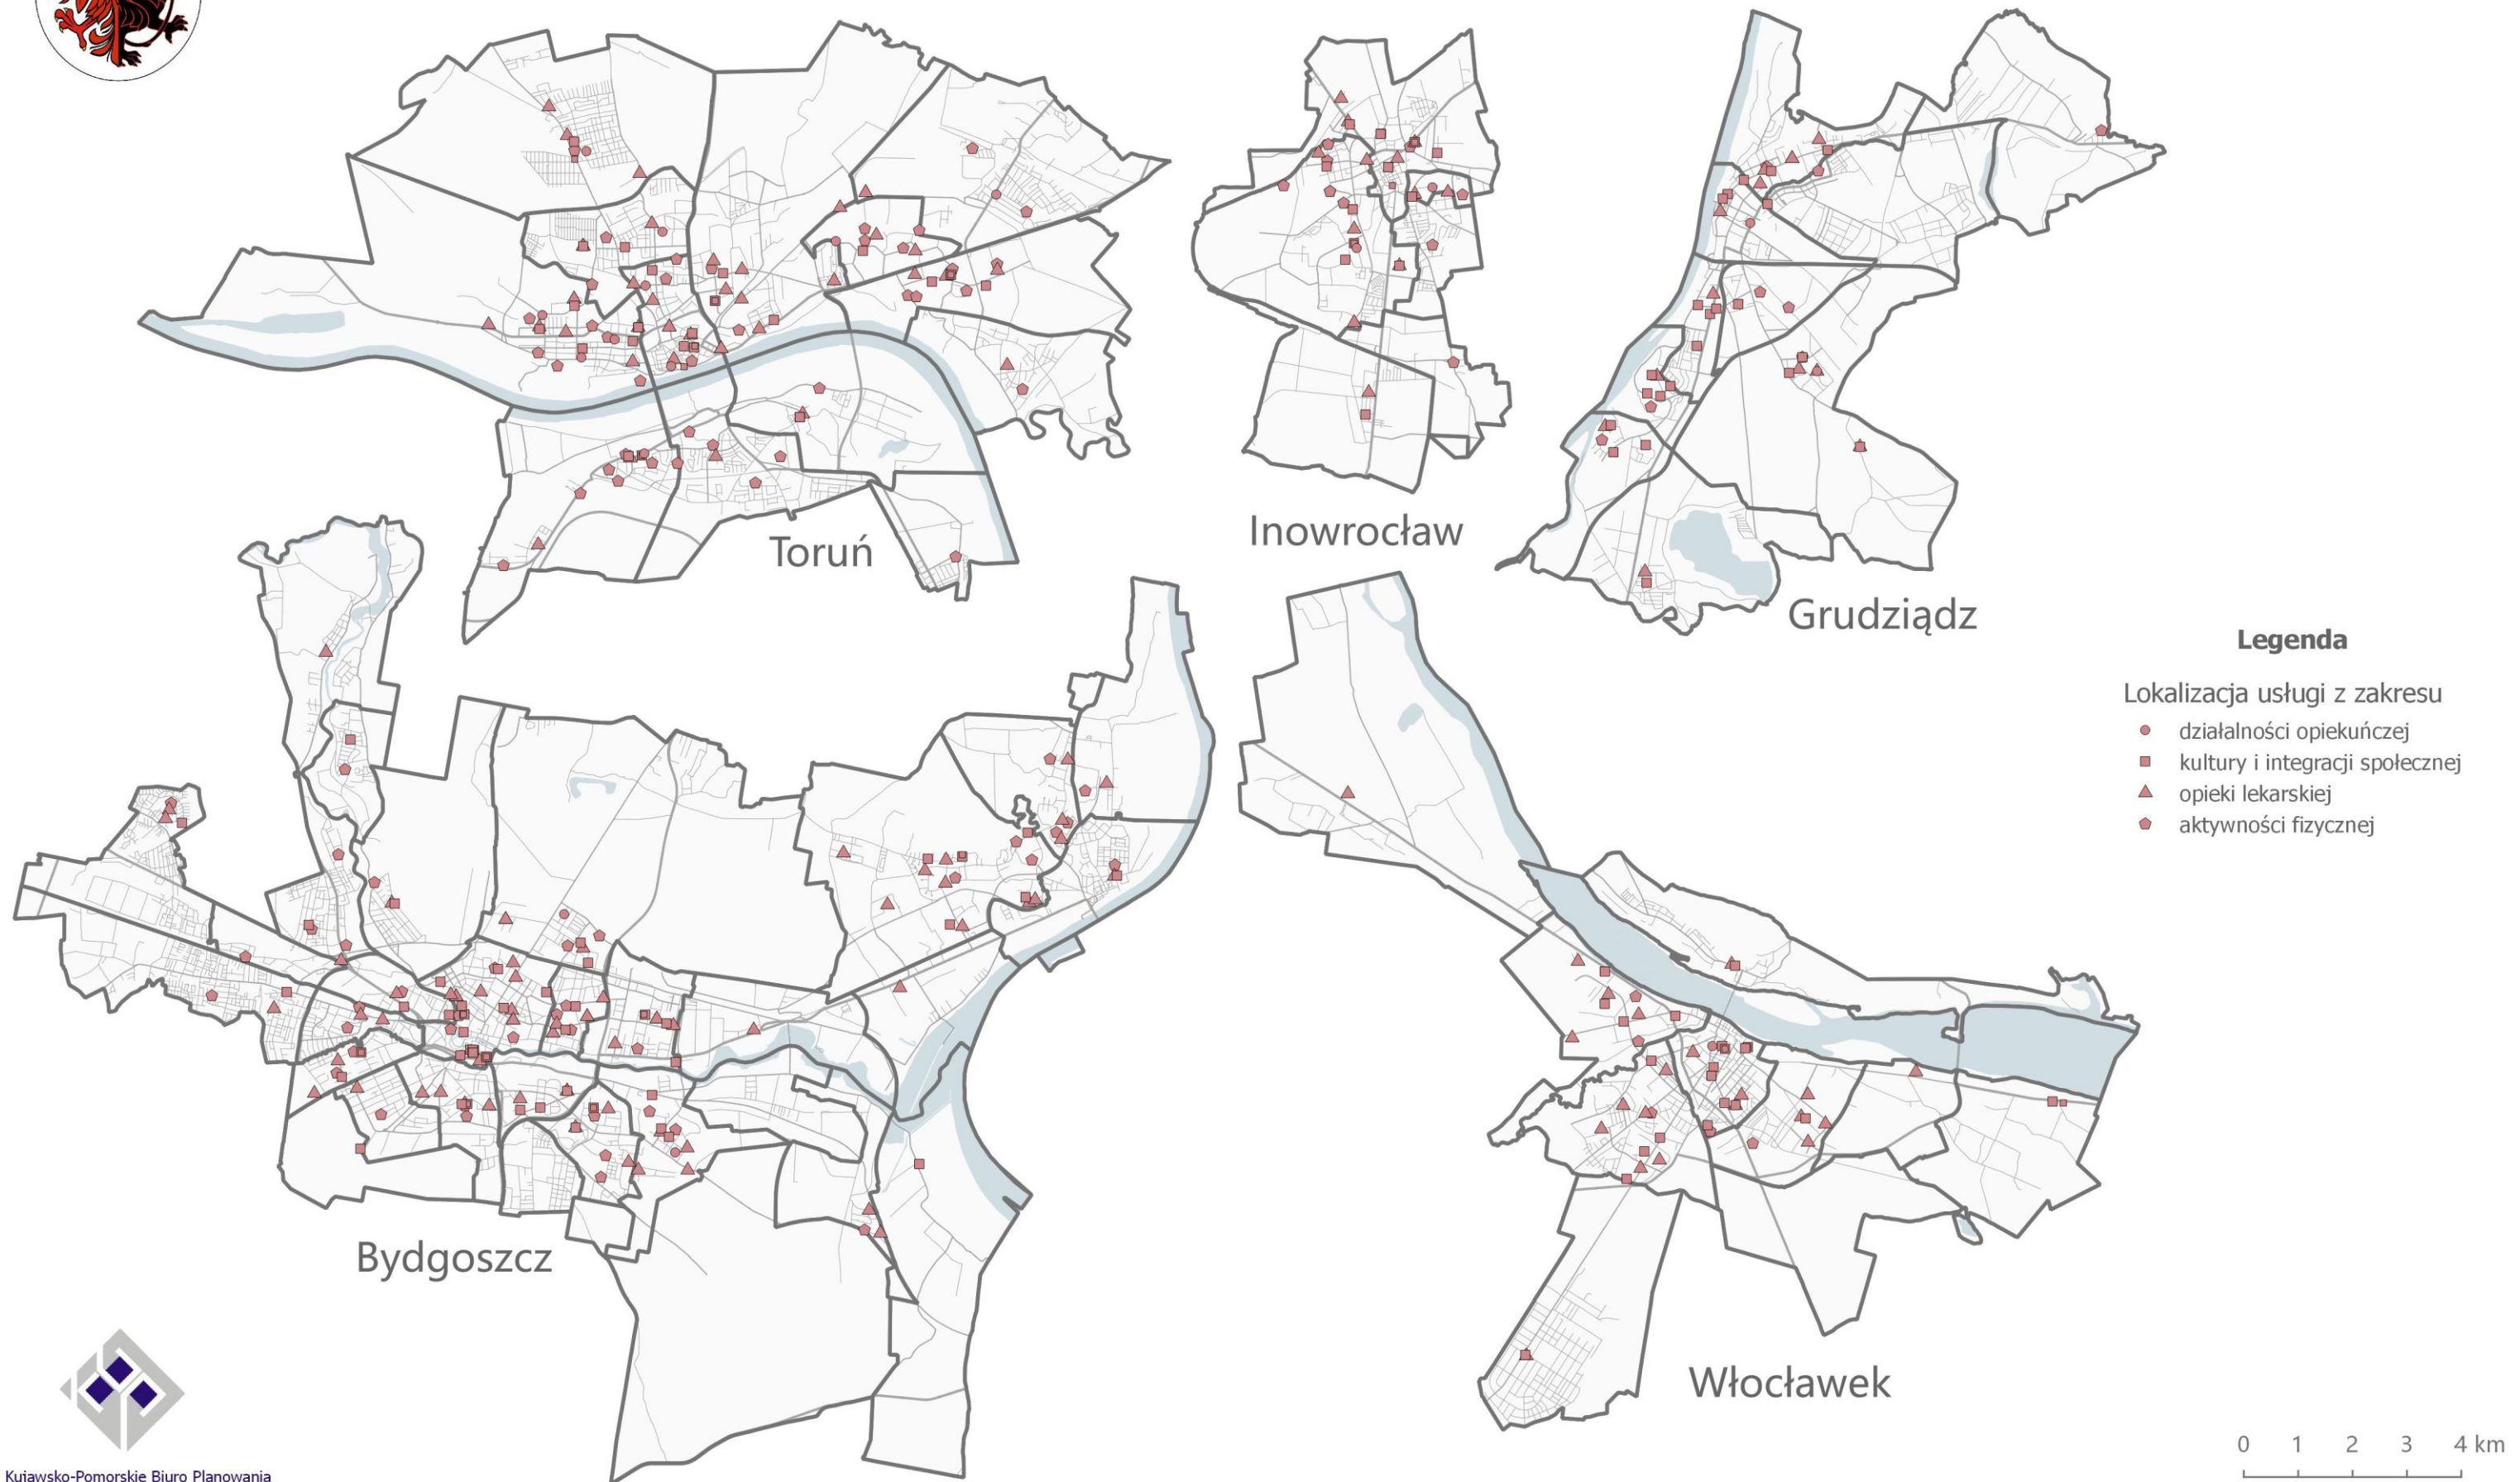 Toruń
Inowrocław
Grudziądz
Legenda
Lokalizacja usługi z zakresu
działalności opiekuńczej
kultury i integracji społecznej
opieki lekarskiej
aktywności fizycznej
Bydgoszcz
Włocławek
0 1 2 3 4 km
Kujawsko-Pomorskie Biuro Planowania